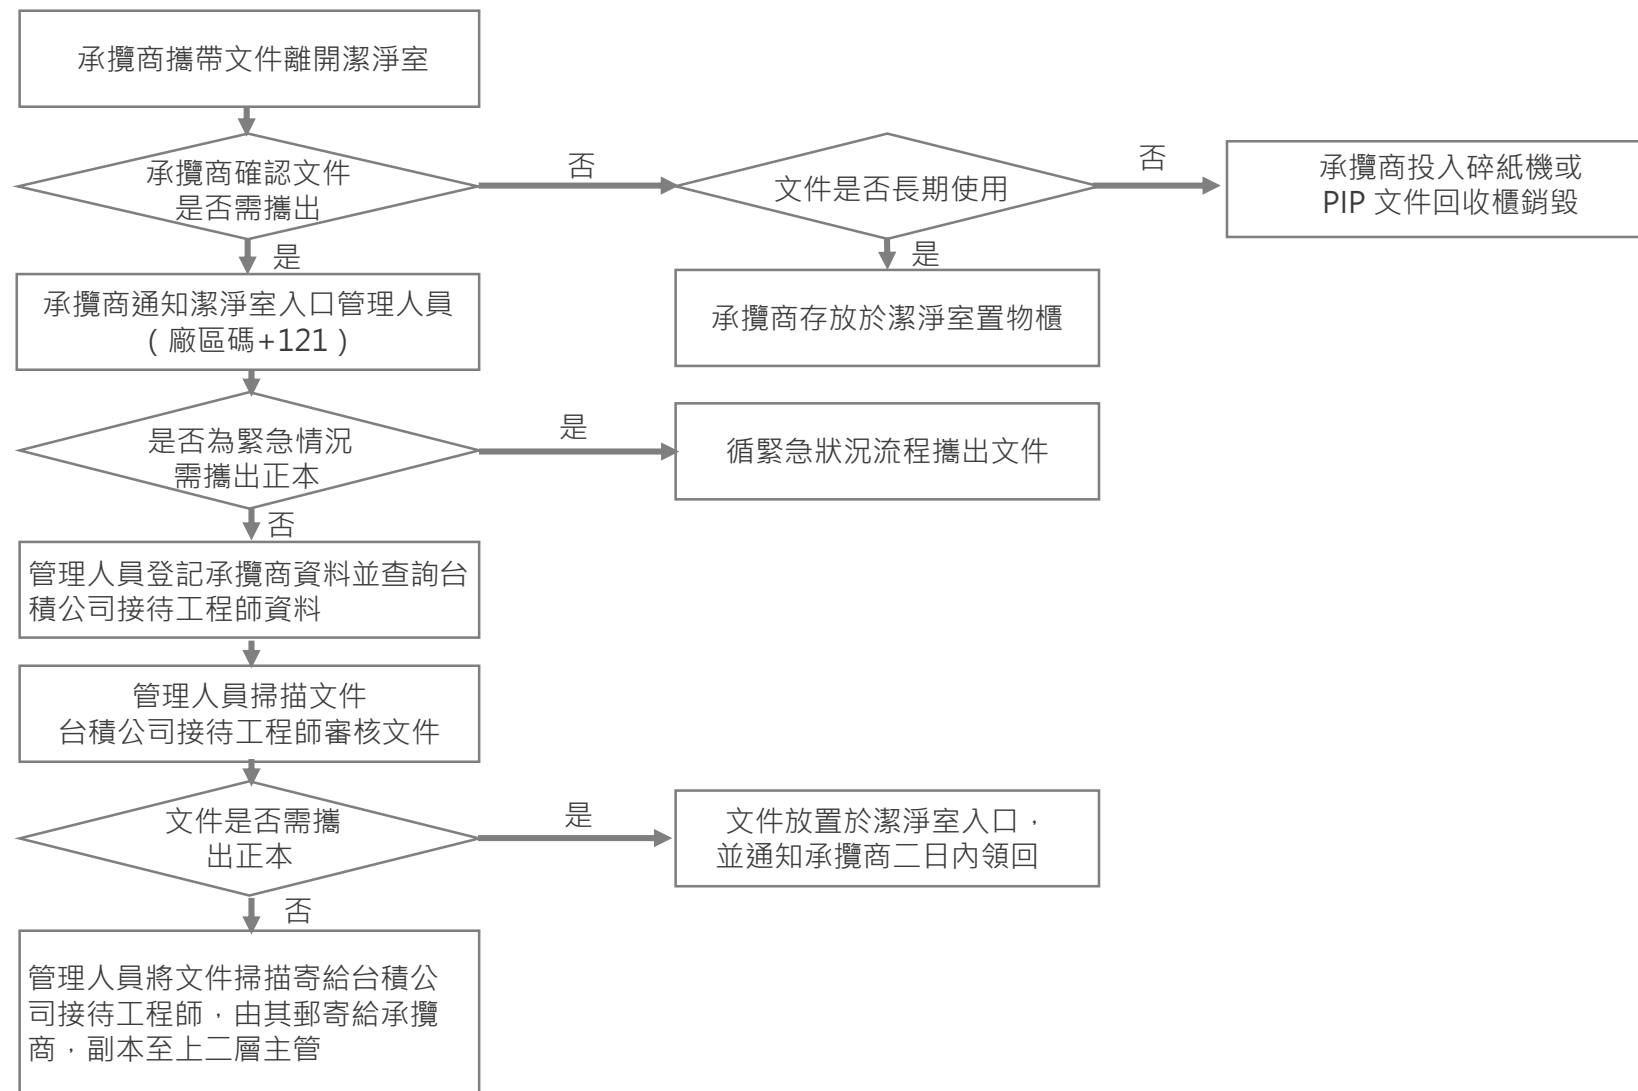 承攬商攜帶文件離開潔淨室
承攬商確認文件
是否需攜出
否
文件是否長期使用
否
承攬商投入碎紙機或
PIP 文件回收櫃銷毀
是
是
承攬商通知潔淨室入口管理人員
( 廠區碼+121 )
承攬商存放於潔淨室置物櫃
是否為緊急情況
需攜出正本
是
循緊急狀況流程攜出文件
否
管理人員登記承攬商資料並查詢台
積公司接待工程師資料
管理人員掃描文件
台積公司接待工程師審核文件
文件是否需攜
出正本
是
文件放置於潔淨室入口，
並通知承攬商二日內領回
否
管理人員將文件掃描寄給台積公
司接待工程師，由其郵寄給承攬
商，副本至上二層主管